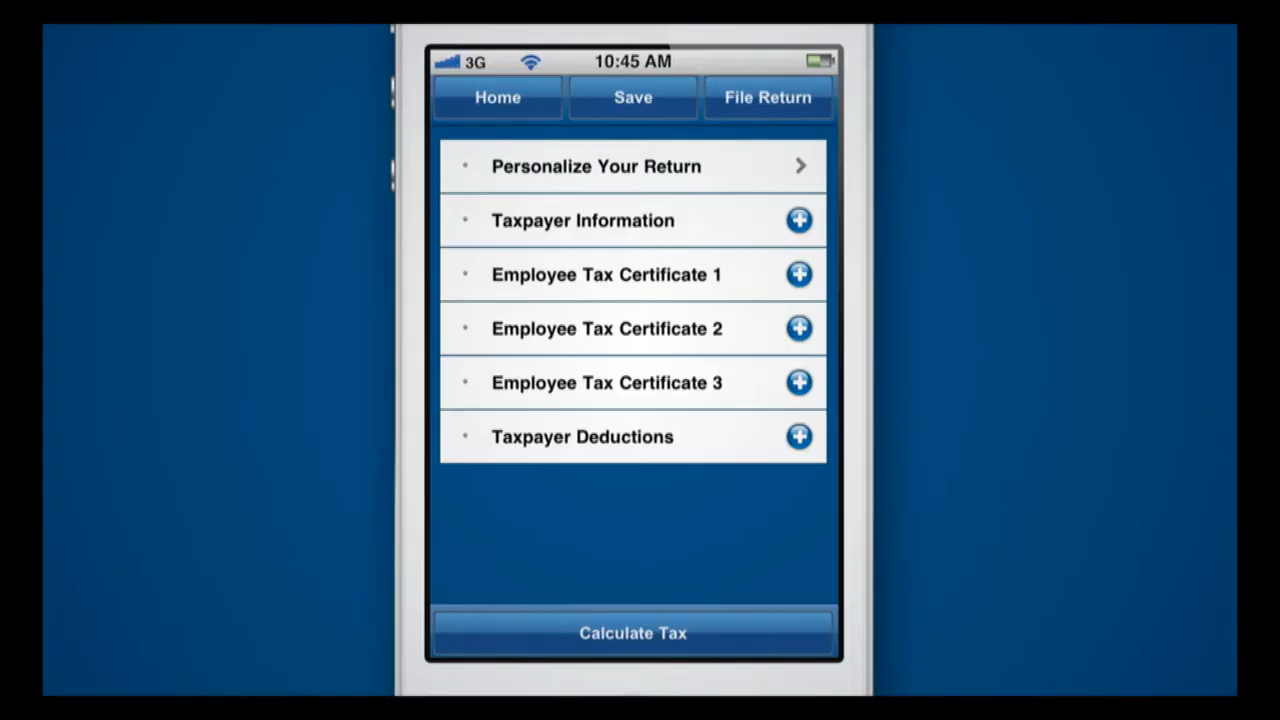 3G 10:45 AM
Home Save File Return
Personalize Your Return
Taxpayer Information
Employee Tax Certificate 1
Employee Tax Certificate 2
Employee Tax Certificate 3
Taxpayer Deductions
Calculate Tax